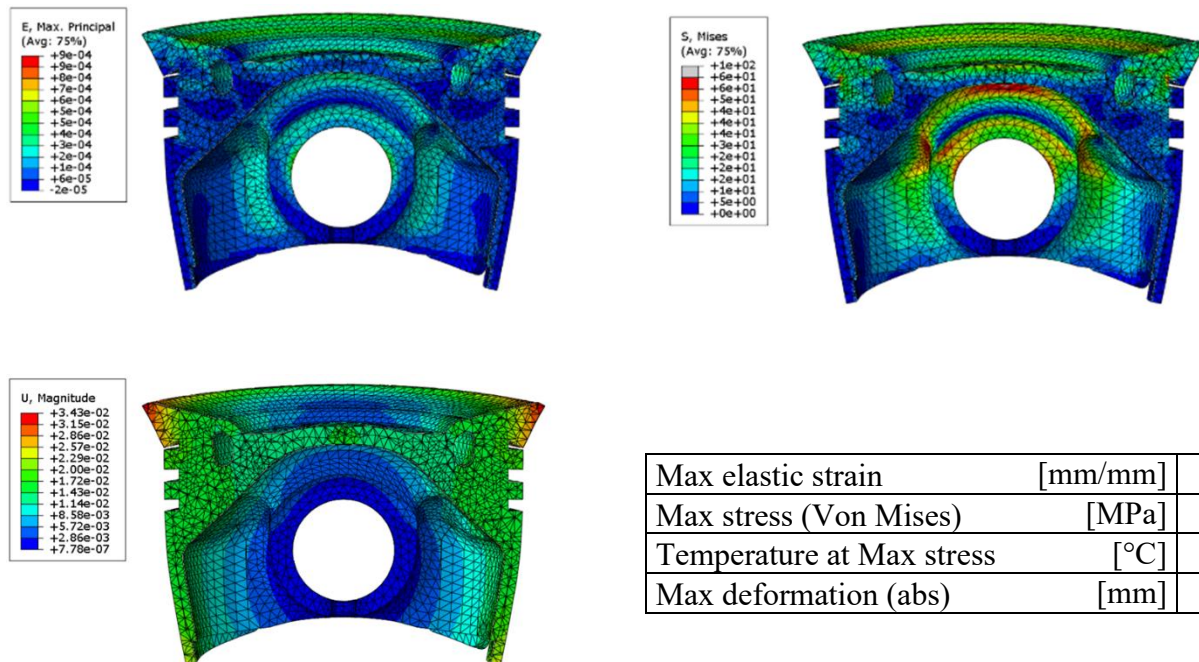 E, Max. Principal
(Avg: 75%)
+9e-04
+9e-04
+8e-04
+7e-04
+6e-04
+5e-04
+4e-04
+4e-04
+2e-04
+1e-04
+6e-05
-2e-05
S, Mises
(Avg: 75%)
+1e+02
+6e+01
+5e+01
+4e+01
+4e+01
+3e+01
+2e+01
+2e+01
+2e+01
+1e+01
+5e+00
+0e+00
U, Magnitude
+3.43e-02
+3.15e-02
+2.86e-02
+2.57e-02
+2.29e-02
+2.00e-02
+1.72e-02
+1.43e-02
+1.14e-02
+8.58e-03
+5.72e-03
+2.86e-03
+7.78e-07
Max elastic strain [mm/mm]
Max stress (Von Mises) [MPa]
Temperature at Max stress [°C]
Max deformation (abs) [mm]